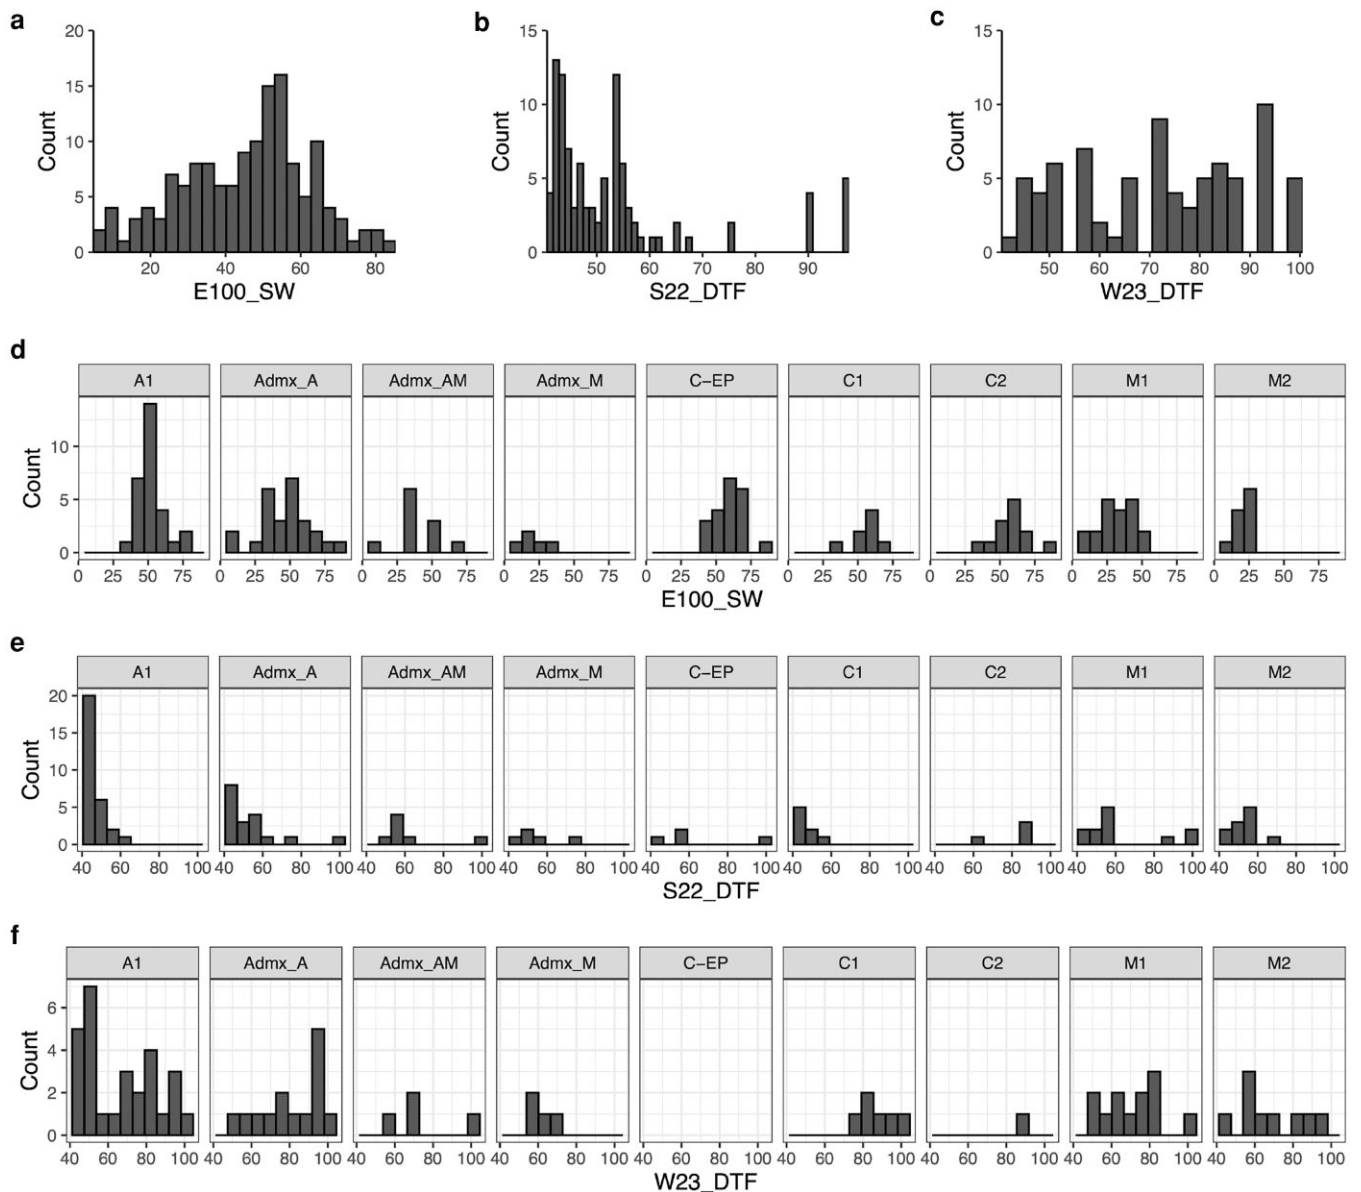 a
b
c
20
15
10
5
0
Count
20 40 60 80
E100_SW
15
10
5
0
Count
50 60 70 80 90
S22_DTF
15
10
5
0
Count
50 60 70 80 90 100
W23_DTF
d
A1 Admx_A Admx_AM Admx_M C-EP C1 C2 M1 M2
10
5
0
Count
0 25 50 75 0 25 50 75 0 25 50 75 0 25 50 75 0 25 50 75 0 25 50 75 0 25 50 75 0 25 50 75 0 25 50 75
E100_SW
e
A1 Admx_A Admx_AM Admx_M C-EP C1 C2 M1 M2
20
15
10
5
0
Count
40 60 80 100 40 60 80 100 40 60 80 100 40 60 80 100 40 60 80 100 40 60 80 100 40 60 80 100 40 60 80 100 40 60 80 100
S22_DTF
f
A1 Admx_A Admx_AM Admx_M C-EP C1 C2 M1 M2
6
4
2
0
Count
40 60 80 100 40 60 80 100 40 60 80 100 40 60 80 100 40 60 80 100 40 60 80 100 40 60 80 100 40 60 80 100 40 60 80 100
W23_DTF